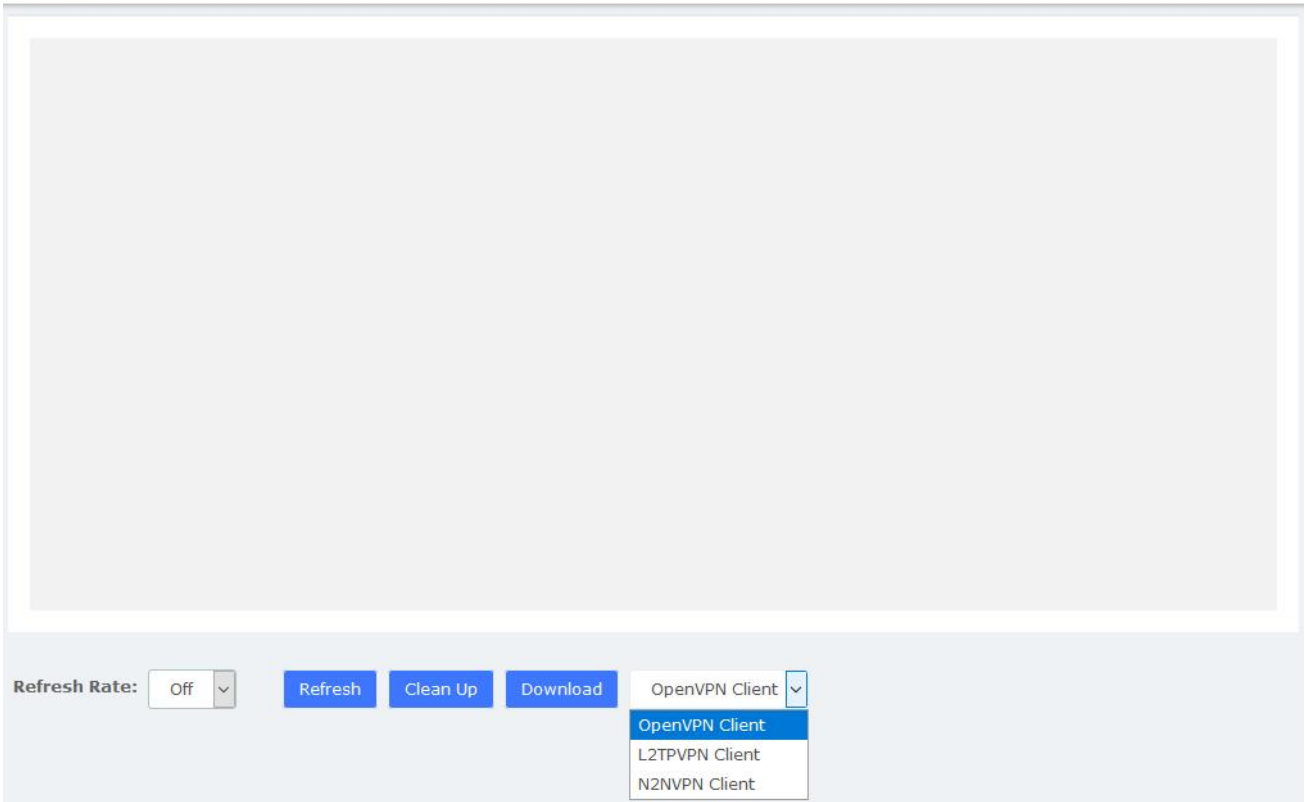 Refresh Rate: Off Refresh Clean Up Download OpenVPN Client
OpenVPN Client
L2TPVPN Client
N2NVPN Client